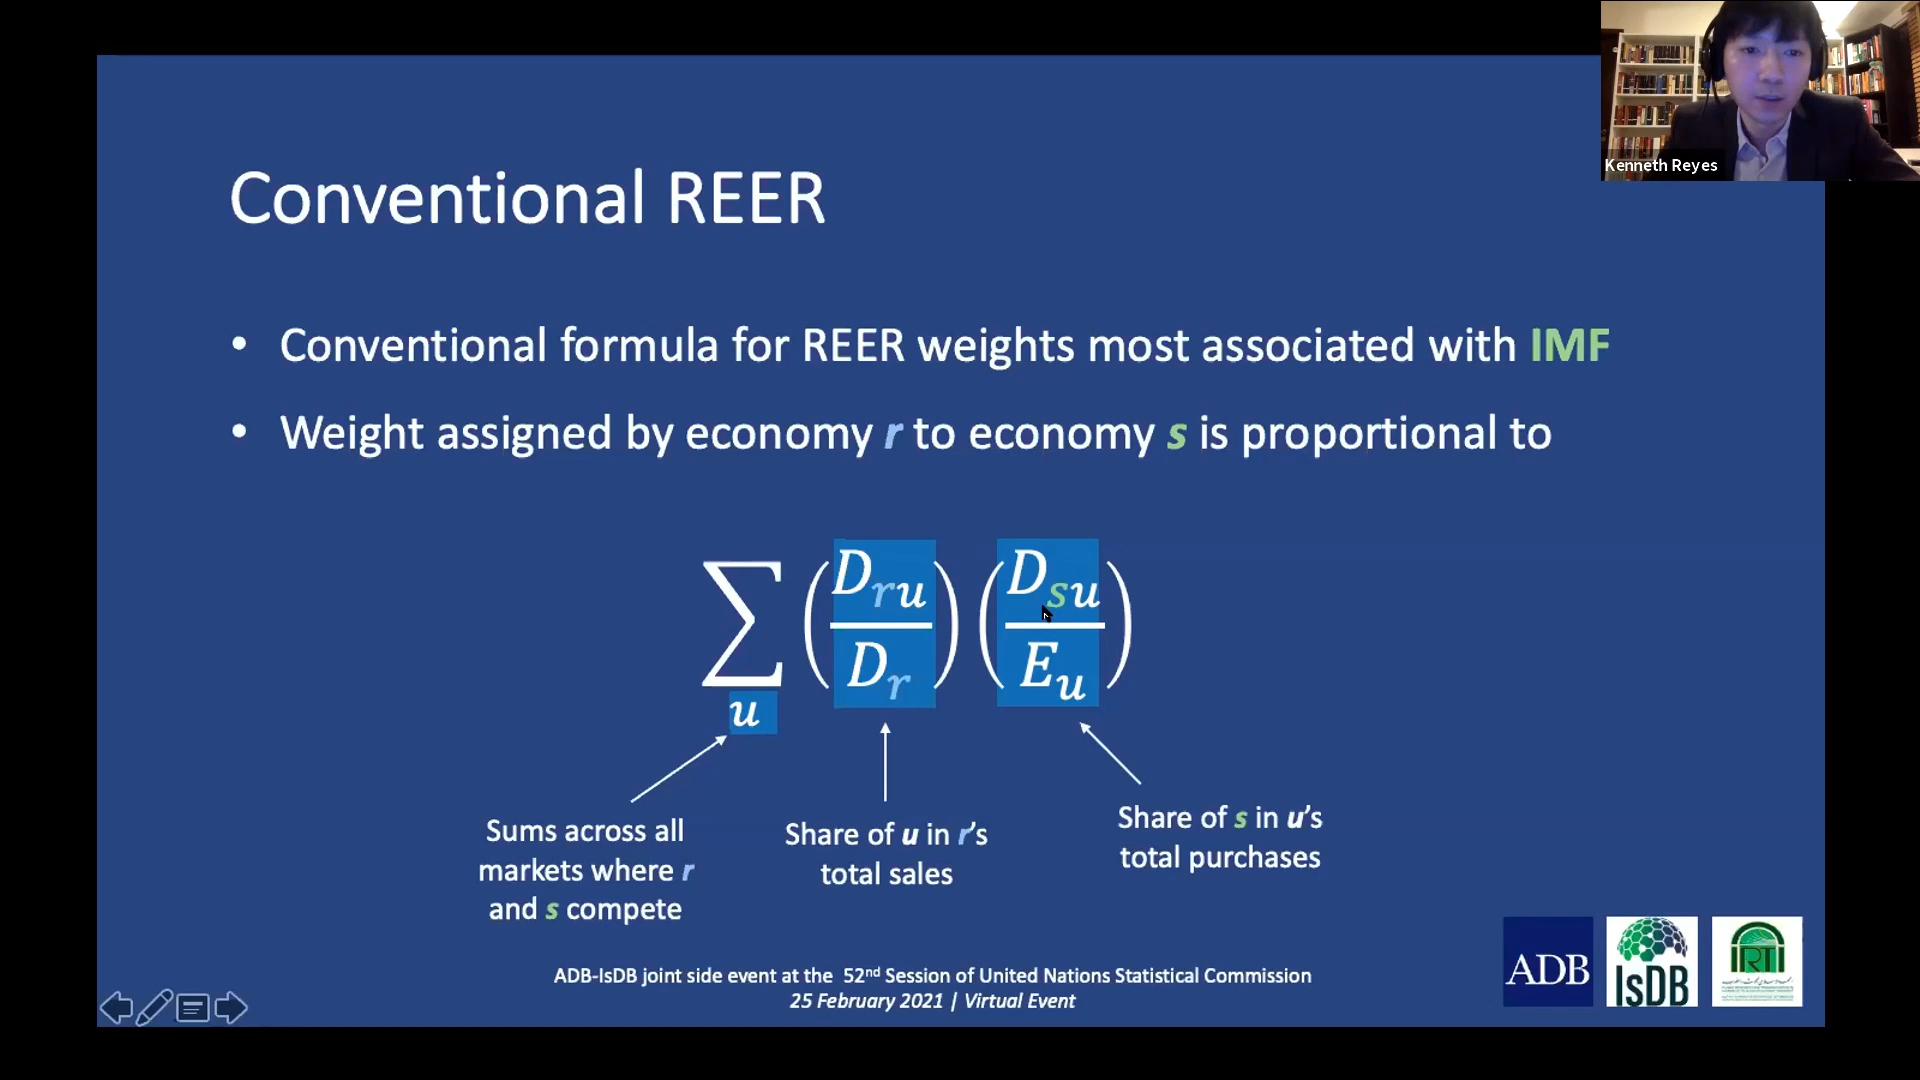 Kenneth Reyes
Conventional REER
• Conventional formula for REER weights most associated with IMF
• Weight assigned by economy r to economy s is proportional to
∑_u (D_ru / D_r) (D_su / E_u)
Sums across all
markets where r
and s compete
Share of u in r's
total sales
Share of s in u's
total purchases
ADB-IsDB joint side event at the 52nd Session of United Nations Statistical Commission
25 February 2021 | Virtual Event
ADB
IsDB
IRTI